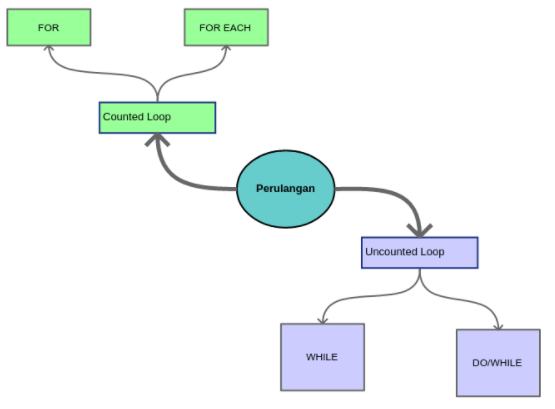 FOR
FOR EACH
Counted Loop
Perulangan
Uncounted Loop
WHILE
DO/WHILE